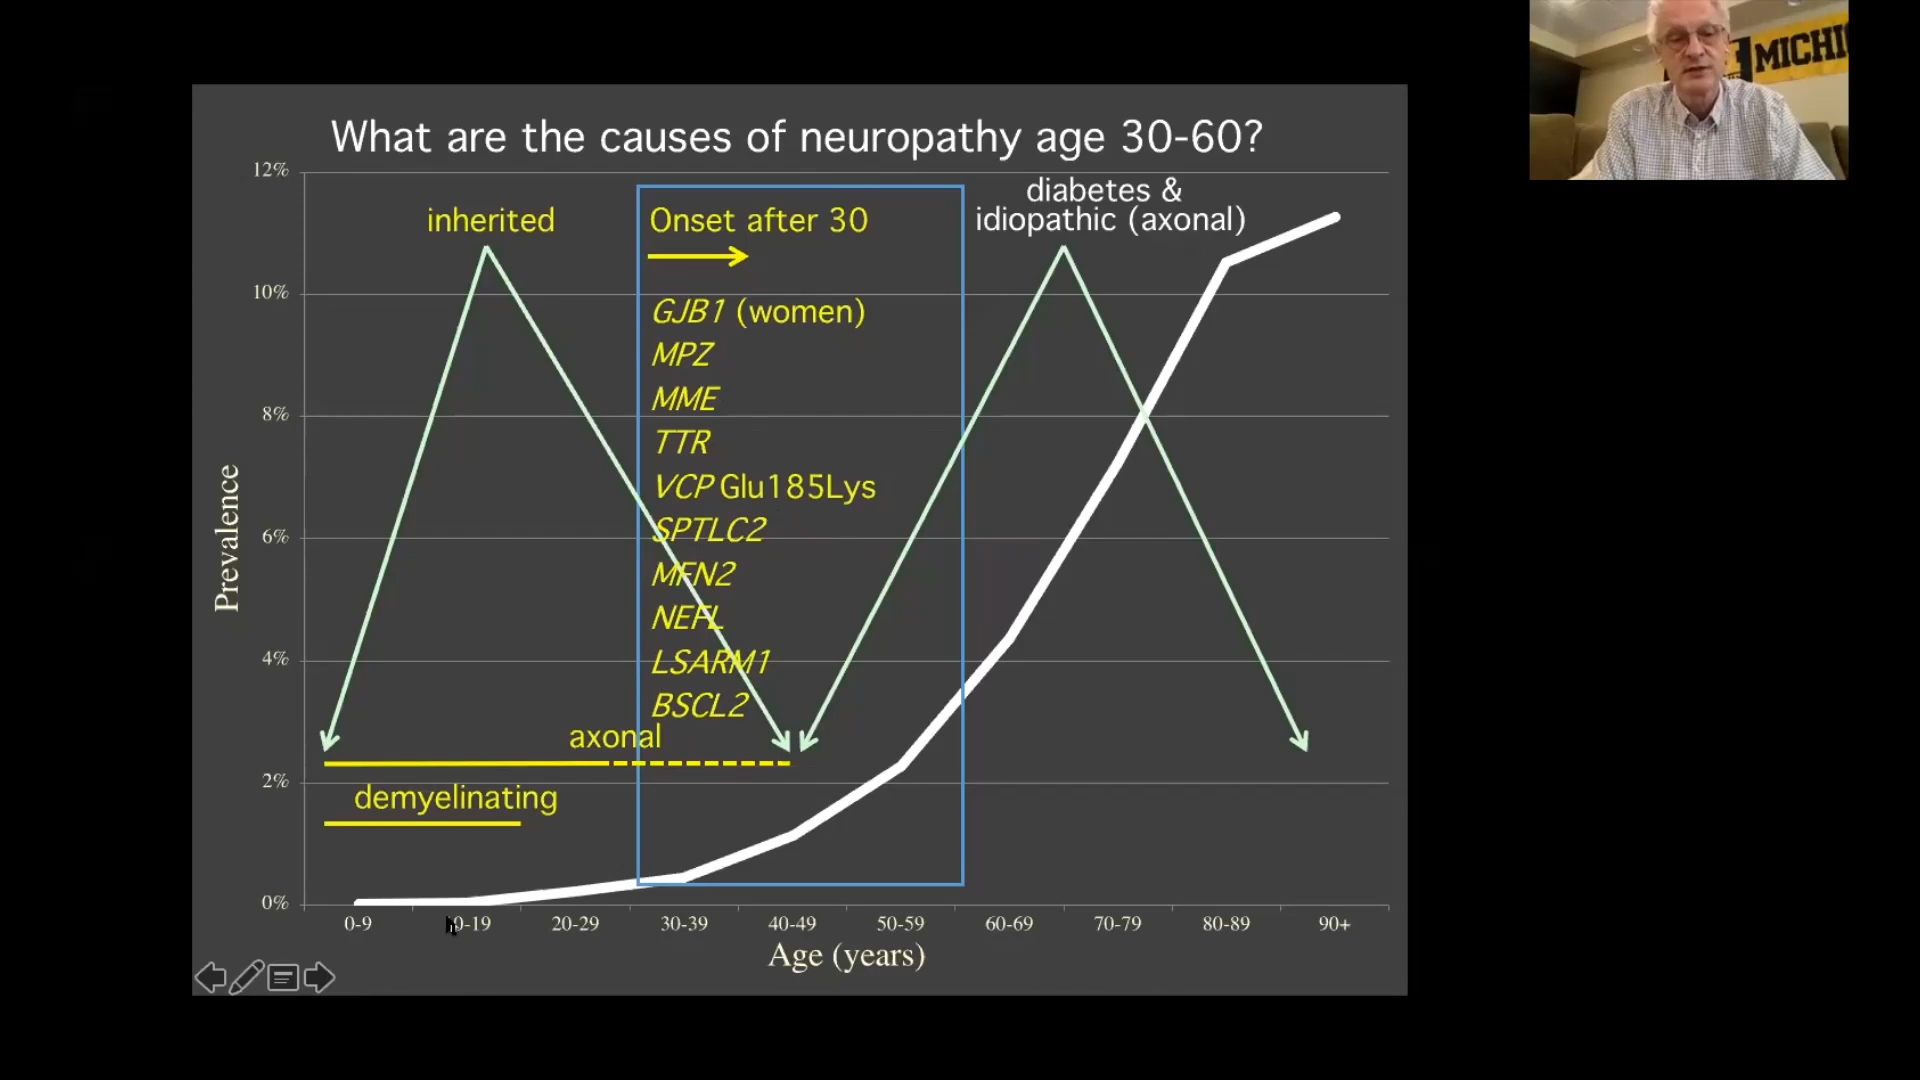 What are the causes of neuropathy age 30-60?
MICHI
12%
10%
8%
6%
4%
2%
0%
Prevalence
inherited
Onset after 30
diabetes &
idiopathic (axonal)
GJB1 (women)
MPZ
MME
TTR
VCP Glu185Lys
SPTLC2
MFN2
NEFL
LSARM1
BSCL2
axonal
demyelinating
0-9
10-19
20-29
30-39
40-49
50-59
60-69
70-79
80-89
90+
Age (years)